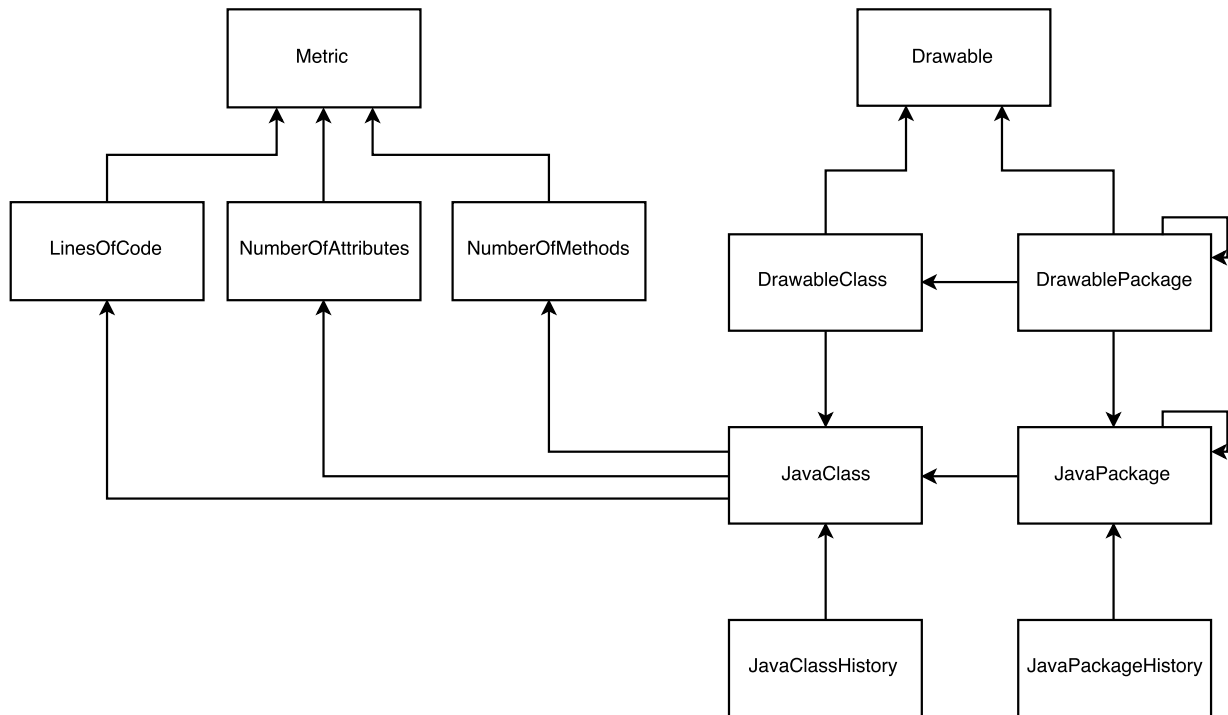 Metric
Drawable
LinesOfCode
NumberOfAttributes
NumberOfMethods
DrawableClass
DrawablePackage
JavaClass
JavaPackage
JavaClassHistory
JavaPackageHistory